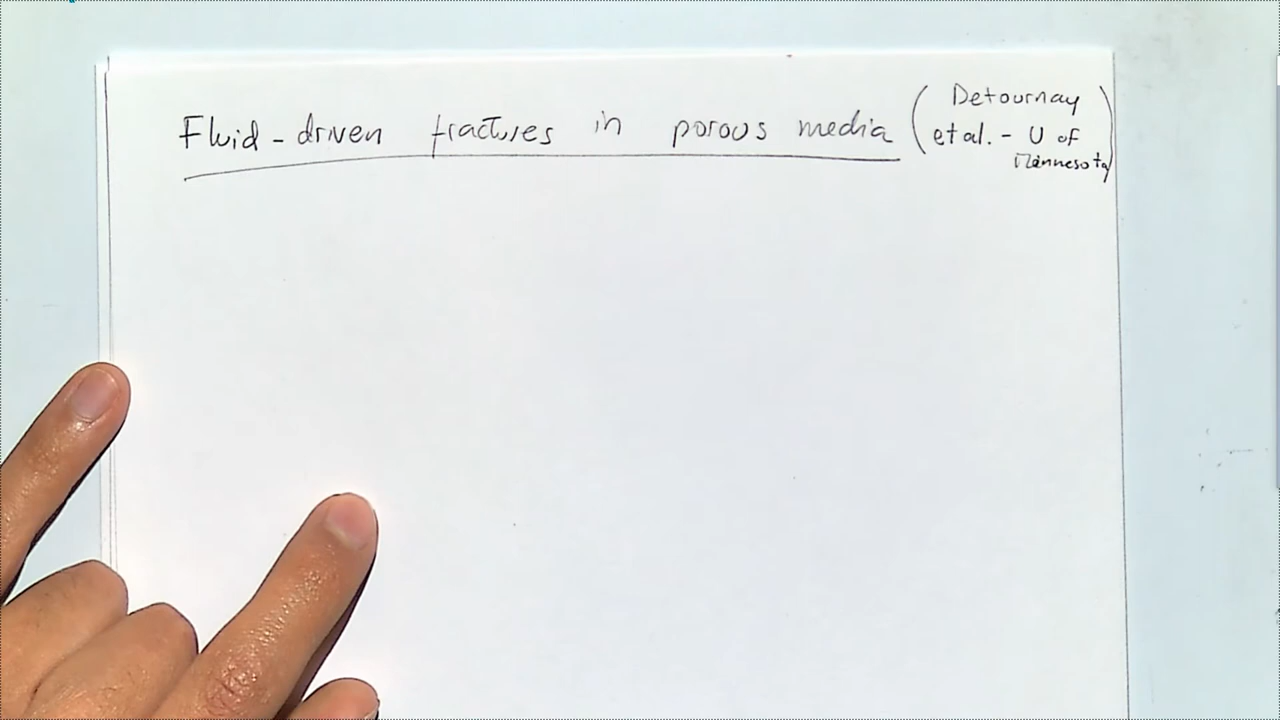 Fluid-driven fractures in porous media
(Detournay
et al. - U of
Minnesota)